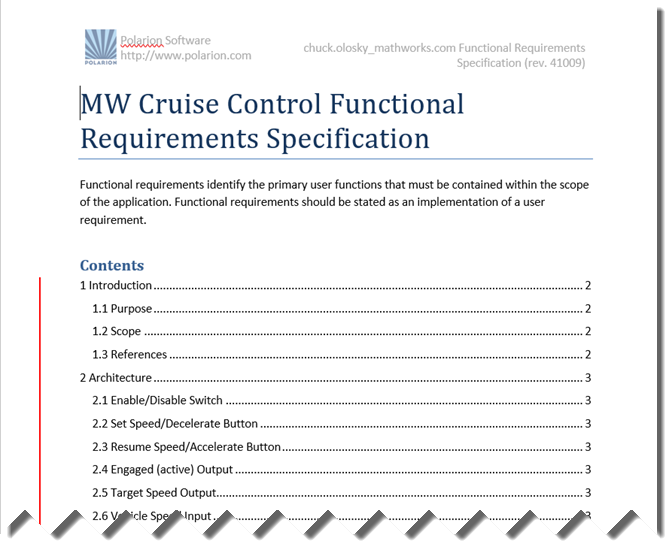 POLARION
Polarion Software
http://www.polarion.com
chuck.olosky_mathworks.com Functional Requirements
Specification (rev. 41009)
MW Cruise Control Functional
Requirements Specification
Functional requirements identify the primary user functions that must be contained within the scope
of the application. Functional requirements should be stated as an implementation of a user
requirement.
Contents
1 Introduction 2
1.1 Purpose 2
1.2 Scope 2
1.3 References 2
2 Architecture 3
2.1 Enable/Disable Switch 3
2.2 Set Speed/Decelerate Button 3
2.3 Resume Speed/Accelerate Button 3
2.4 Engaged (active) Output 3
2.5 Target Speed Output 3
2.6 Vehicle Speed Input 3